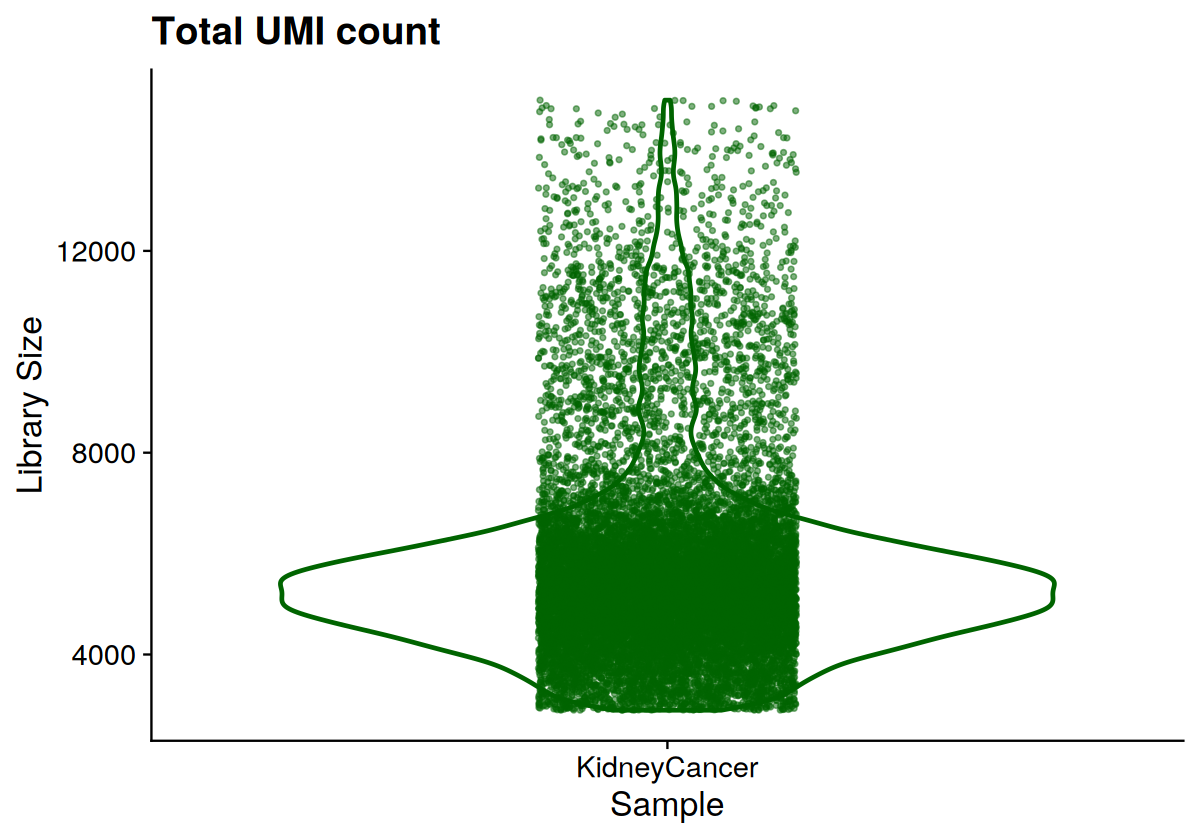 Total UMI count
12000
8000
4000
Library Size
KidneyCancer
Sample